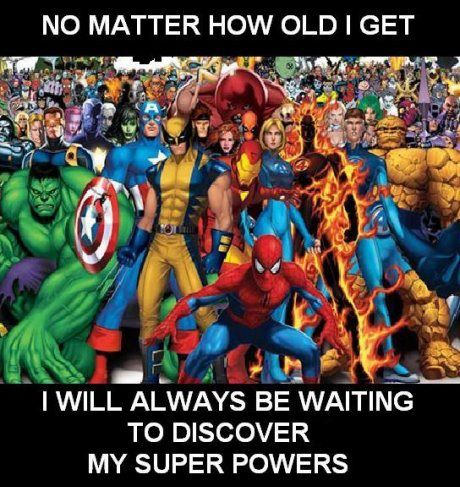 NO MATTER HOW OLD I GET
I WILL ALWAYS BE WAITING
TO DISCOVER
MY SUPER POWERS